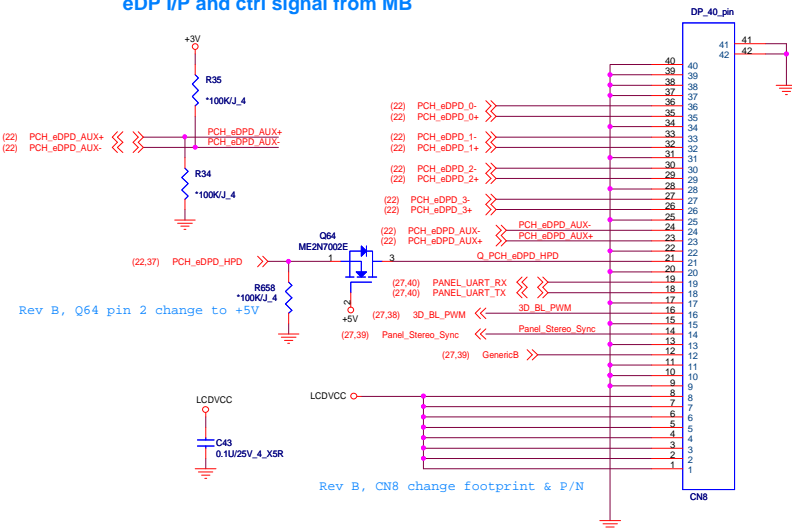 eDP I/P and ctrl signal from MB
DP_40_pin
+3V
R35
*100K/J_4
(22) PCH_eDPD_AUX+ PCH_eDPD_AUX+
(22) PCH_eDPD_AUX- PCH_eDPD_AUX-
R34
*100K/J_4
41 41
42 42
40 40
39 39
38 38
37 37
(22) PCH_eDPD_0- 36 36
(22) PCH_eDPD_0+ 35 35
34 34
(22) PCH_eDPD_1- 33 33
(22) PCH_eDPD_1+ 32 32
31 31
(22) PCH_eDPD_2- 30 30
(22) PCH_eDPD_2+ 29 29
28 28
(22) PCH_eDPD_3- 27 27
(22) PCH_eDPD_3+ 26 26
25 25
(22) PCH_eDPD_AUX- PCH_eDPD_AUX- 24 24
(22) PCH_eDPD_AUX+ PCH_eDPD_AUX+ 23 23
22 22
Q64
ME2N7002E
(22,37) PCH_eDPD_HPD 1 3 Q_PCH_eDPD_HPD 21 21
2
+5V
R658
*100K/J_4
Rev B, Q64 pin 2 change to +5V
20 20
(27,40) PANEL_UART_RX 19 19
(27,40) PANEL_UART_TX 18 18
17 17
(27,38) 3D_BL_PWM 3D_BL_PWM 16 16
15 15
(27,39) Panel_Stereo_Sync Panel_Stereo_Sync 14 14
13 13
(27,39) GenericB 12 12
11 11
10 10
9 9
LCDVCC 8 8
7 7
6 6
5 5
4 4
3 3
2 2
1 1
LCDVCC
C43
0.1U/25V_4_X5R
Rev B, CN8 change footprint & P/N
CN8